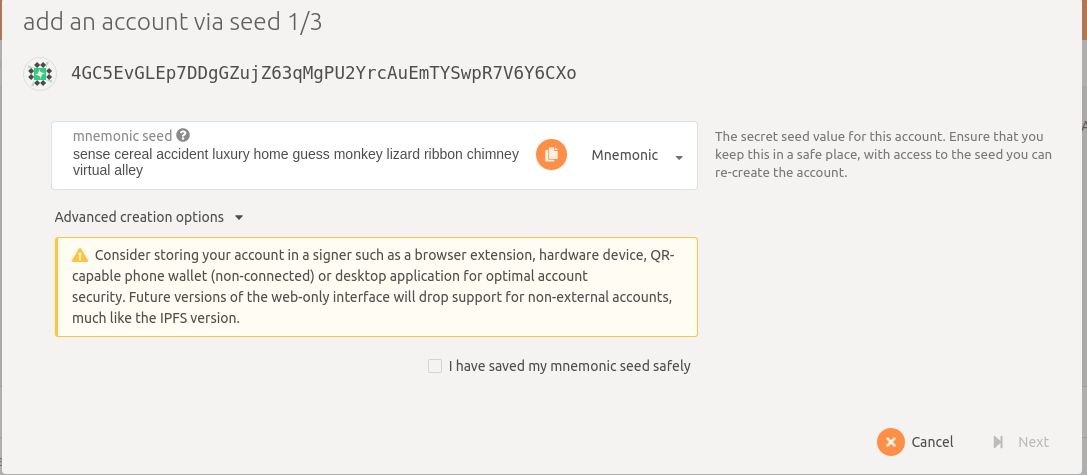 add an account via seed 1/3
4GC5EvGLEp7DDgGZujZ63qMgPU2YrcAuEmTYSwpR7V6Y6CXo
mnemonic seed
sense cereal accident luxury home guess monkey lizard ribbon chimney
virtual alley
Mnemonic
The secret seed value for this account. Ensure that you
keep this in a safe place, with access to the seed you can
re-create the account.
Advanced creation options
Consider storing your account in a signer such as a browser extension, hardware device, QR-
capable phone wallet (non-connected) or desktop application for optimal account
security. Future versions of the web-only interface will drop support for non-external accounts,
much like the IPFS version.
I have saved my mnemonic seed safely
Cancel
Next